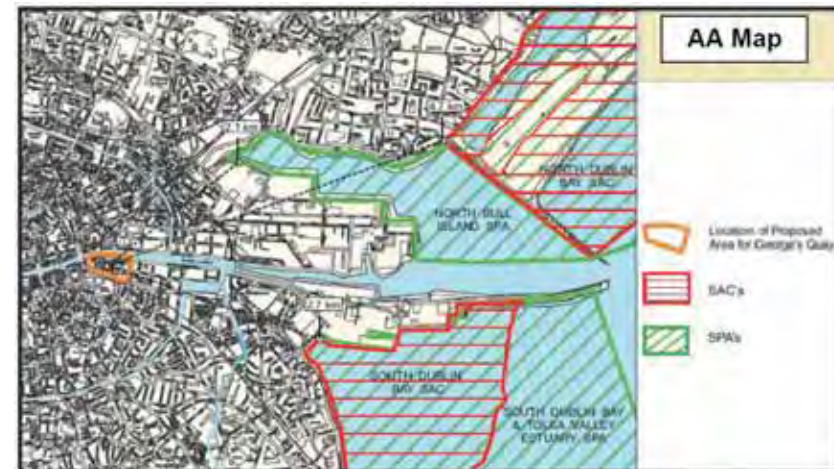 AA Map
NORTH DUBLIN
BAY SAC
NORTH BULL
ISLAND SPA
Location of Proposed
Area for George's Quay
SAC's
SPA's
SOUTH DUBLIN
BAY SAC
SOUTH DUBLIN BAY
& TOLGA VALLEY
ESTUARY SPA